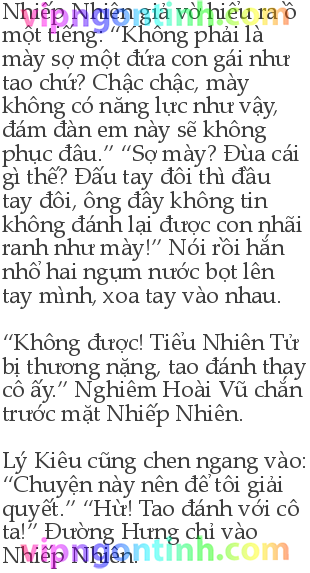 Nhiếp Nhiên giả vờ hiểu ra ồ
một tiếng: “Không phải là
mày sợ một đứa con gái như
tao chứ? Chậc chậc, mày
không có năng lực như vậy,
đám đàn em này sẽ không
phục đâu.” “Sợ mày? Đùa cái
gì thế? Đấu tay đôi thì đấu
tay đôi, ông đây không tin
không đánh lại được con nhãi
ranh như mày!” Nói rồi hắn
nhổ hai ngụm nước bọt lên
tay mình, xoa tay vào nhau.
“Không được! Tiểu Nhiên Tử
bị thương nặng, tao đánh thay
cô ấy.” Nghiêm Hoài Vũ chắn
trước mặt Nhiếp Nhiên.
Lý Kiêu cũng chen ngang vào:
“Chuyện này nên để tôi giải
quyết.” “Hừ! Tao đánh với cô
ta!” Đường Hưng chỉ vào
Nhiếp Nhiên.
vipngontinh.com
vipngontinh.com